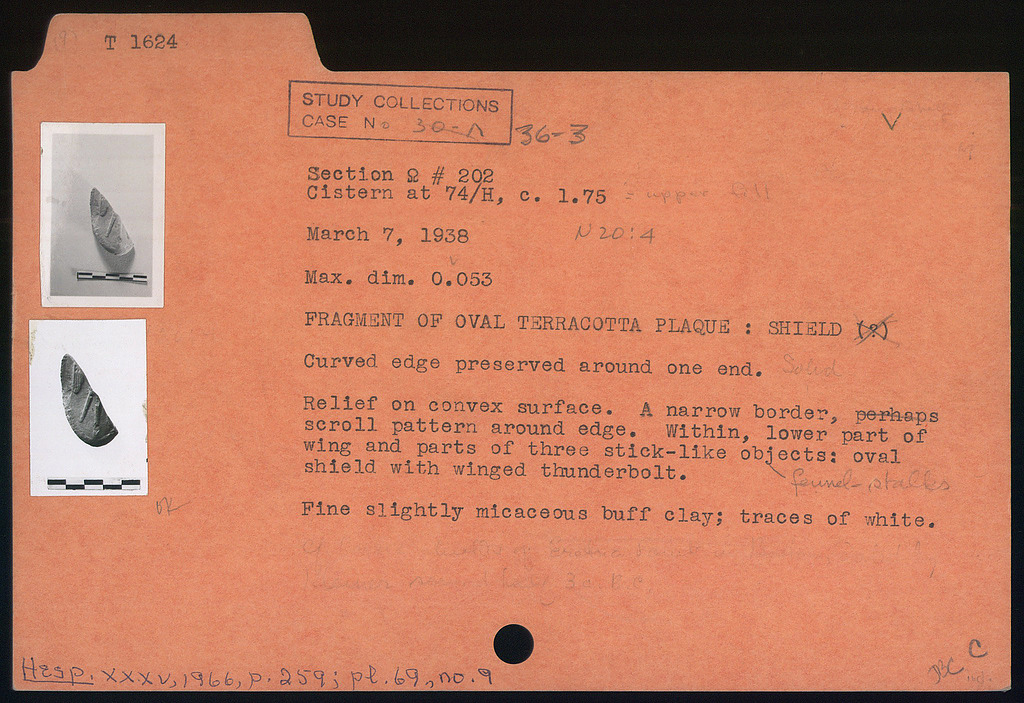 T 1624
STUDY COLLECTIONS
CASE No 30-A 36-3
V
Section Ω # 202
Cistern at 74/H, c. 1.75 = upper fill
March 7, 1938 N 20:4
Max. dim. 0.053
FRAGMENT OF OVAL TERRACOTTA PLAQUE : SHIELD (?)
Curved edge preserved around one end. Solid
Relief on convex surface. A narrow border, perhaps
scroll pattern around edge. Within, lower part of
wing and parts of three stick-like objects: oval
shield with winged thunderbolt.
fennel-stalks
Fine slightly micaceous buff clay; traces of white.
Hesp. XXXV, 1966, p. 259; pl. 69, no. 9
C